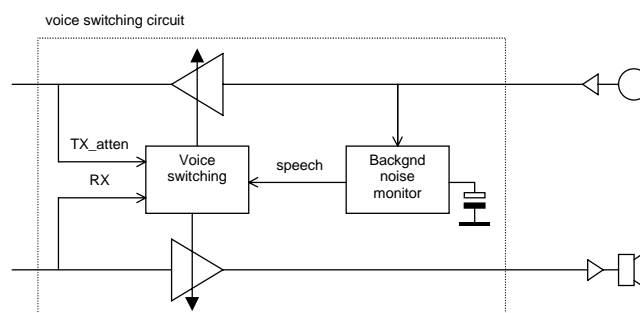 voice switching circuit
TX_atten
RX
Voice
switching
speech
Backgnd
noise
monitor